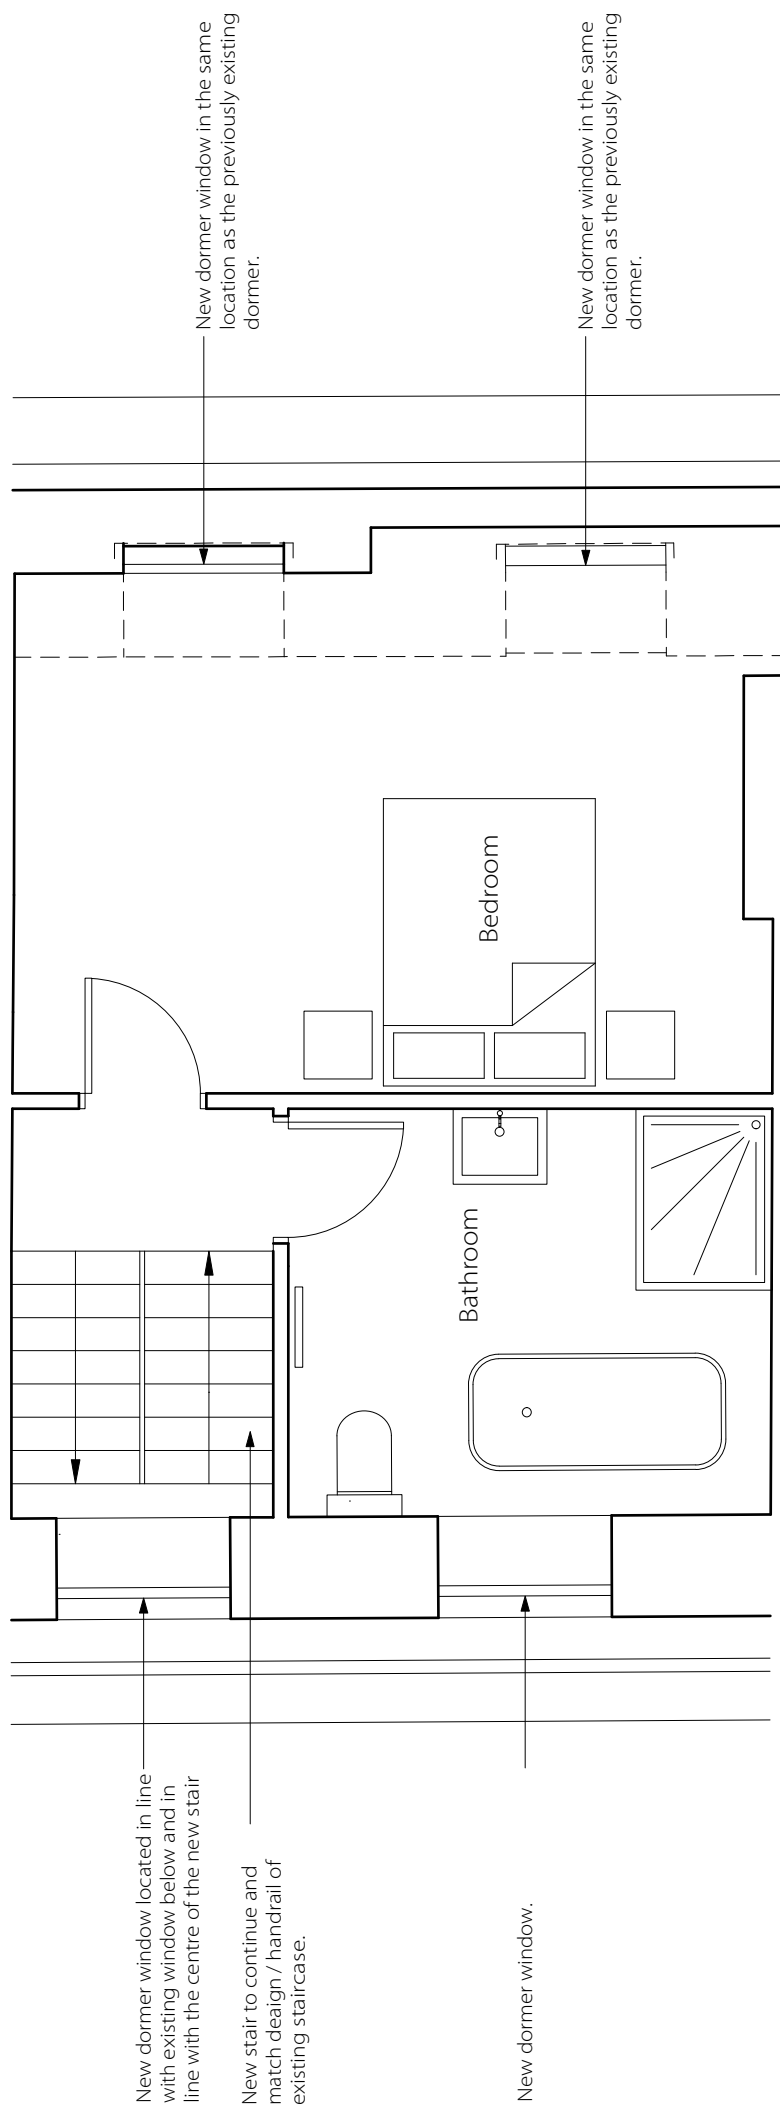 New dormer window located in line
with existing window below and in
line with the centre of the new stair
New stair to continue and
match deaign / handrail of
existing staircase.
New dormer window.
Bathroom
Bedroom
New dormer window in the same
location as the previously existing
dormer.
New dormer window in the same
location as the previously existing
dormer.